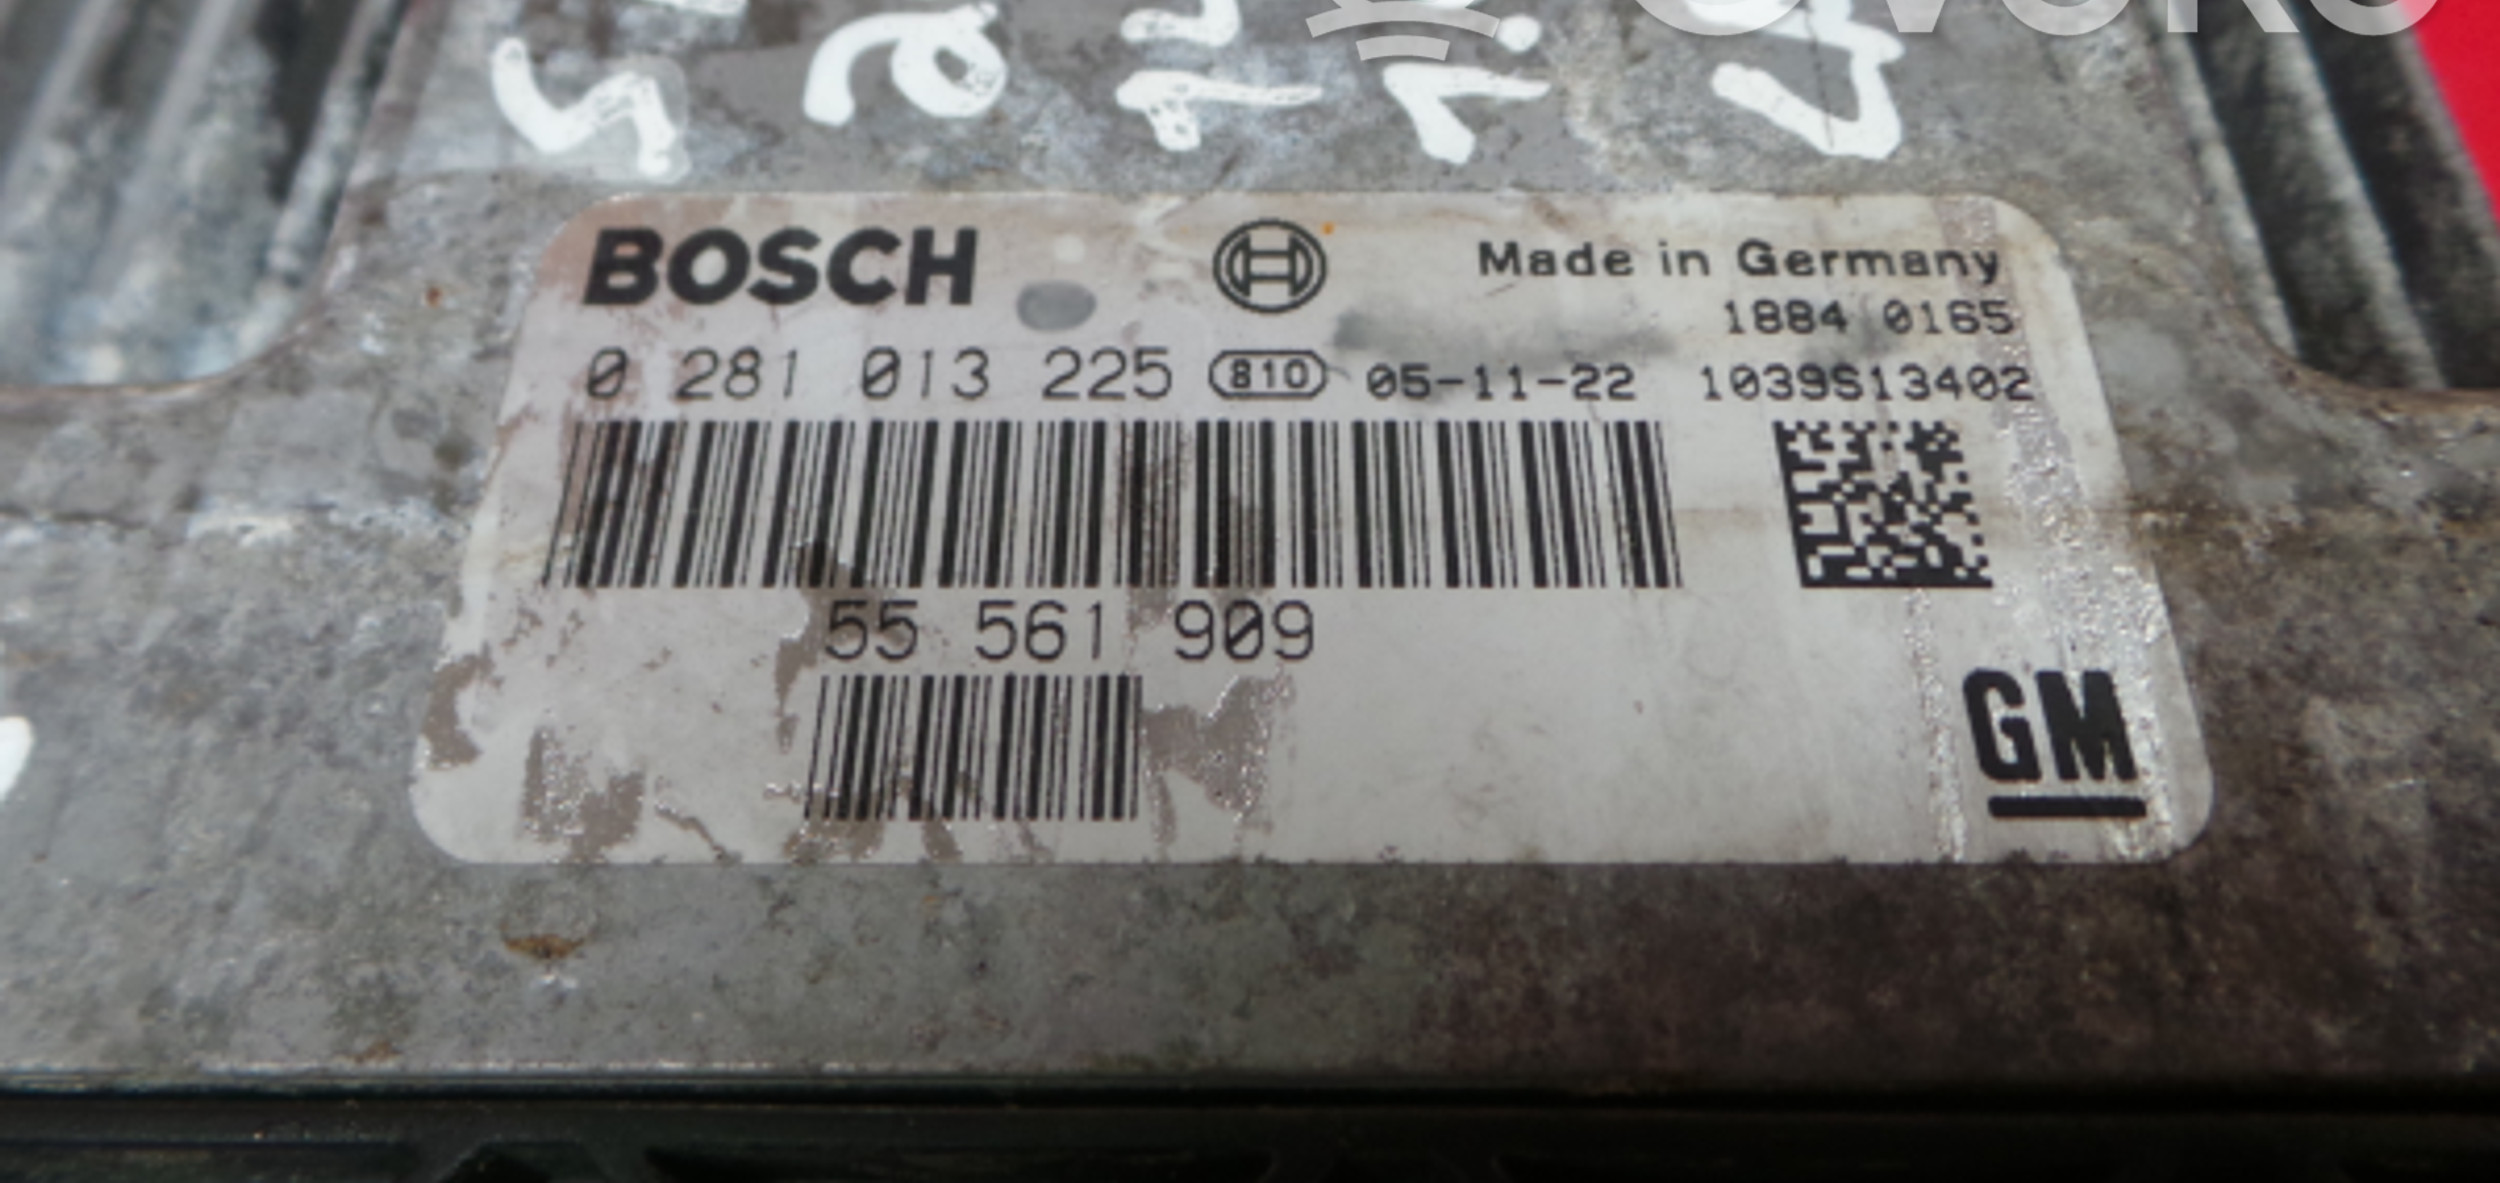 BOSCH
Made in Germany
1884 0165
0 281 013 225 810 05-11-22 1039S13402
55 561 909
GM